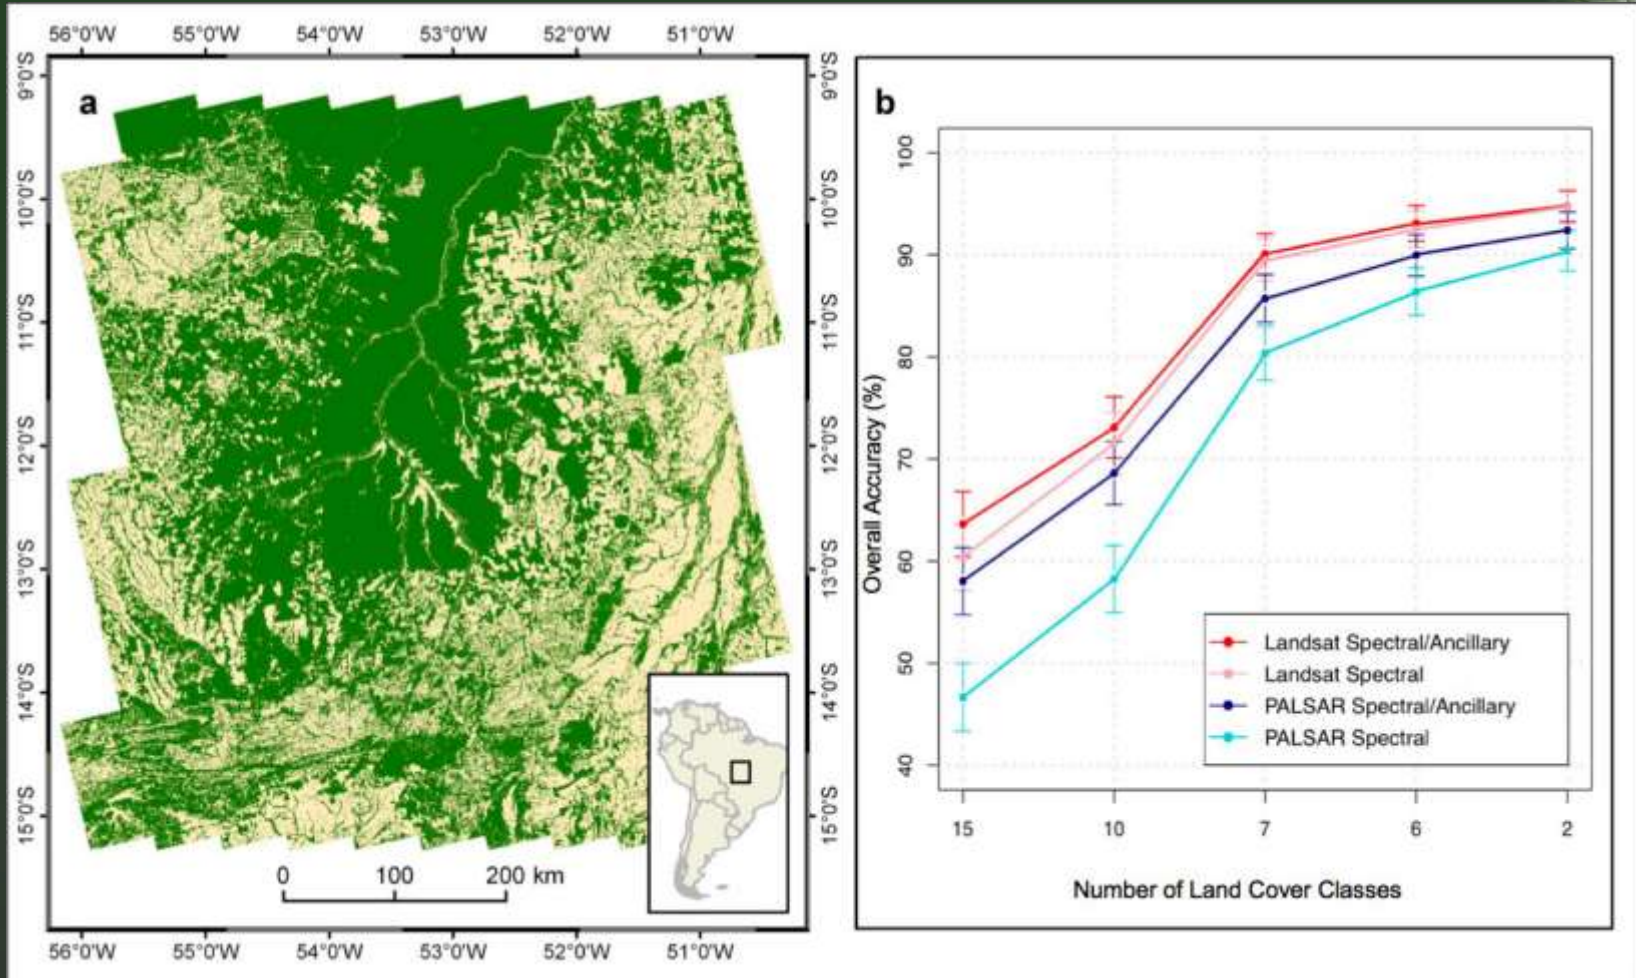 56°0'W 55°0'W 54°0'W 53°0'W 52°0'W 51°0'W
a
9°0'S
10°0'S
11°0'S
12°0'S
13°0'S
14°0'S
15°0'S
9°0'S
10°0'S
11°0'S
12°0'S
13°0'S
14°0'S
15°0'S
0 100 200 km
56°0'W 55°0'W 54°0'W 53°0'W 52°0'W 51°0'W
b
Overall Accuracy (%)
100
90
80
70
60
50
40
Landsat Spectral/Ancillary
Landsat Spectral
PALSAR Spectral/Ancillary
PALSAR Spectral
15 10 7 6 2
Number of Land Cover Classes